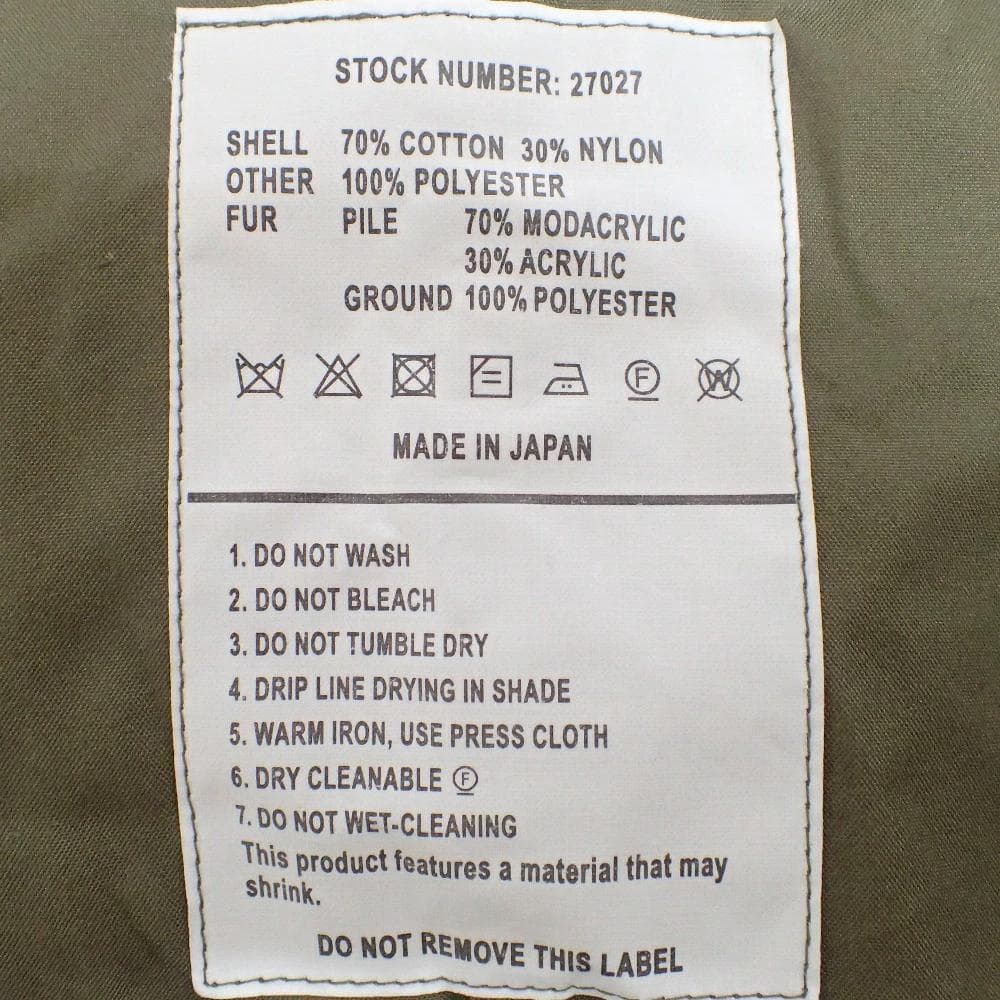 STOCK NUMBER: 27027
SHELL 70% COTTON 30% NYLON
OTHER 100% POLYESTER
FUR PILE 70% MODACRYLIC
30% ACRYLIC
GROUND 100% POLYESTER
F W
MADE IN JAPAN
1. DO NOT WASH
2. DO NOT BLEACH
3. DO NOT TUMBLE DRY
4. DRIP LINE DRYING IN SHADE
5. WARM IRON, USE PRESS CLOTH
6. DRY CLEANABLE Ⓕ
7. DO NOT WET-CLEANING
This product features a material that may
shrink.
DO NOT REMOVE THIS LABEL